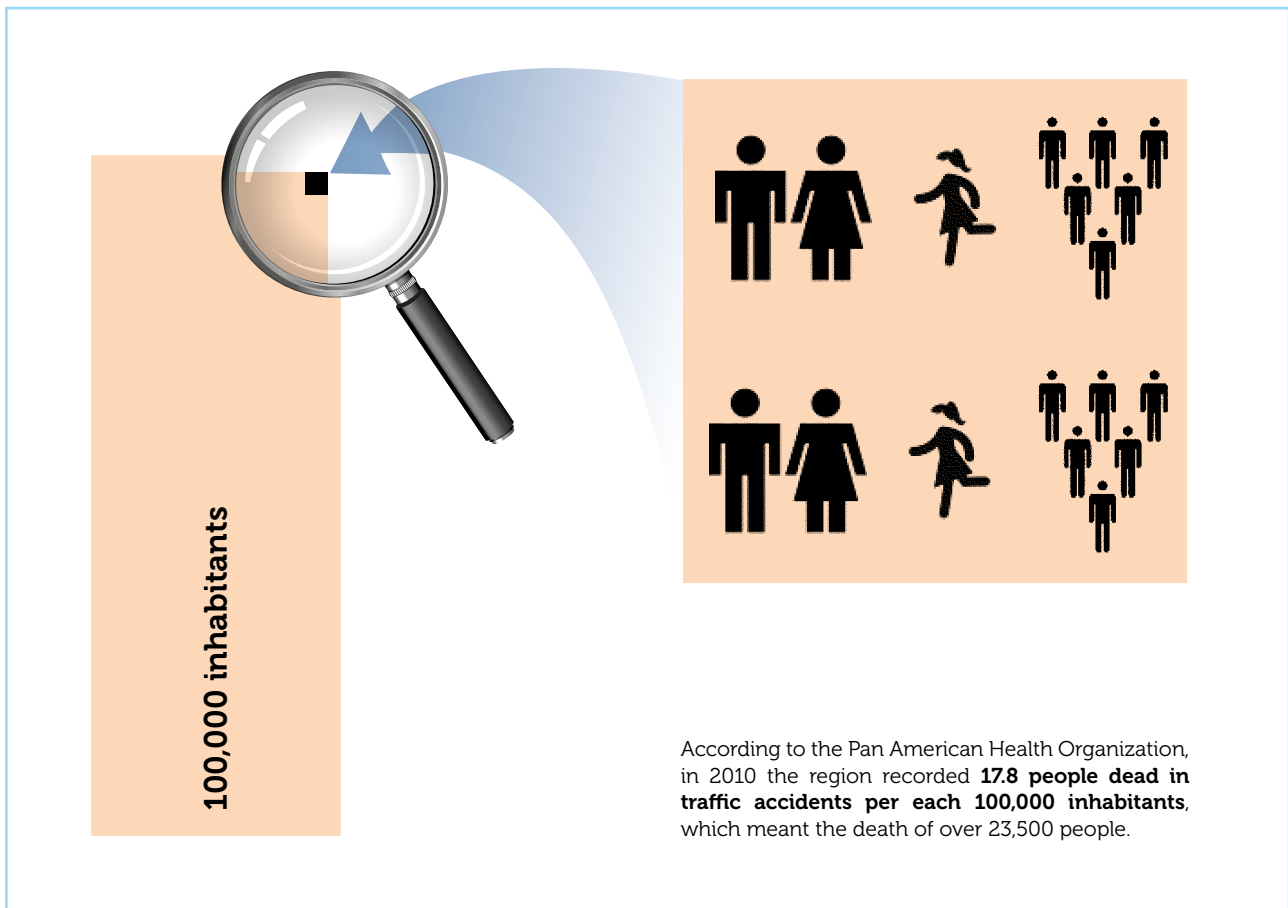 100,000 inhabitants
According to the Pan American Health Organization,
in 2010 the region recorded 17.8 people dead in
traffic accidents per each 100,000 inhabitants,
which meant the death of over 23,500 people.